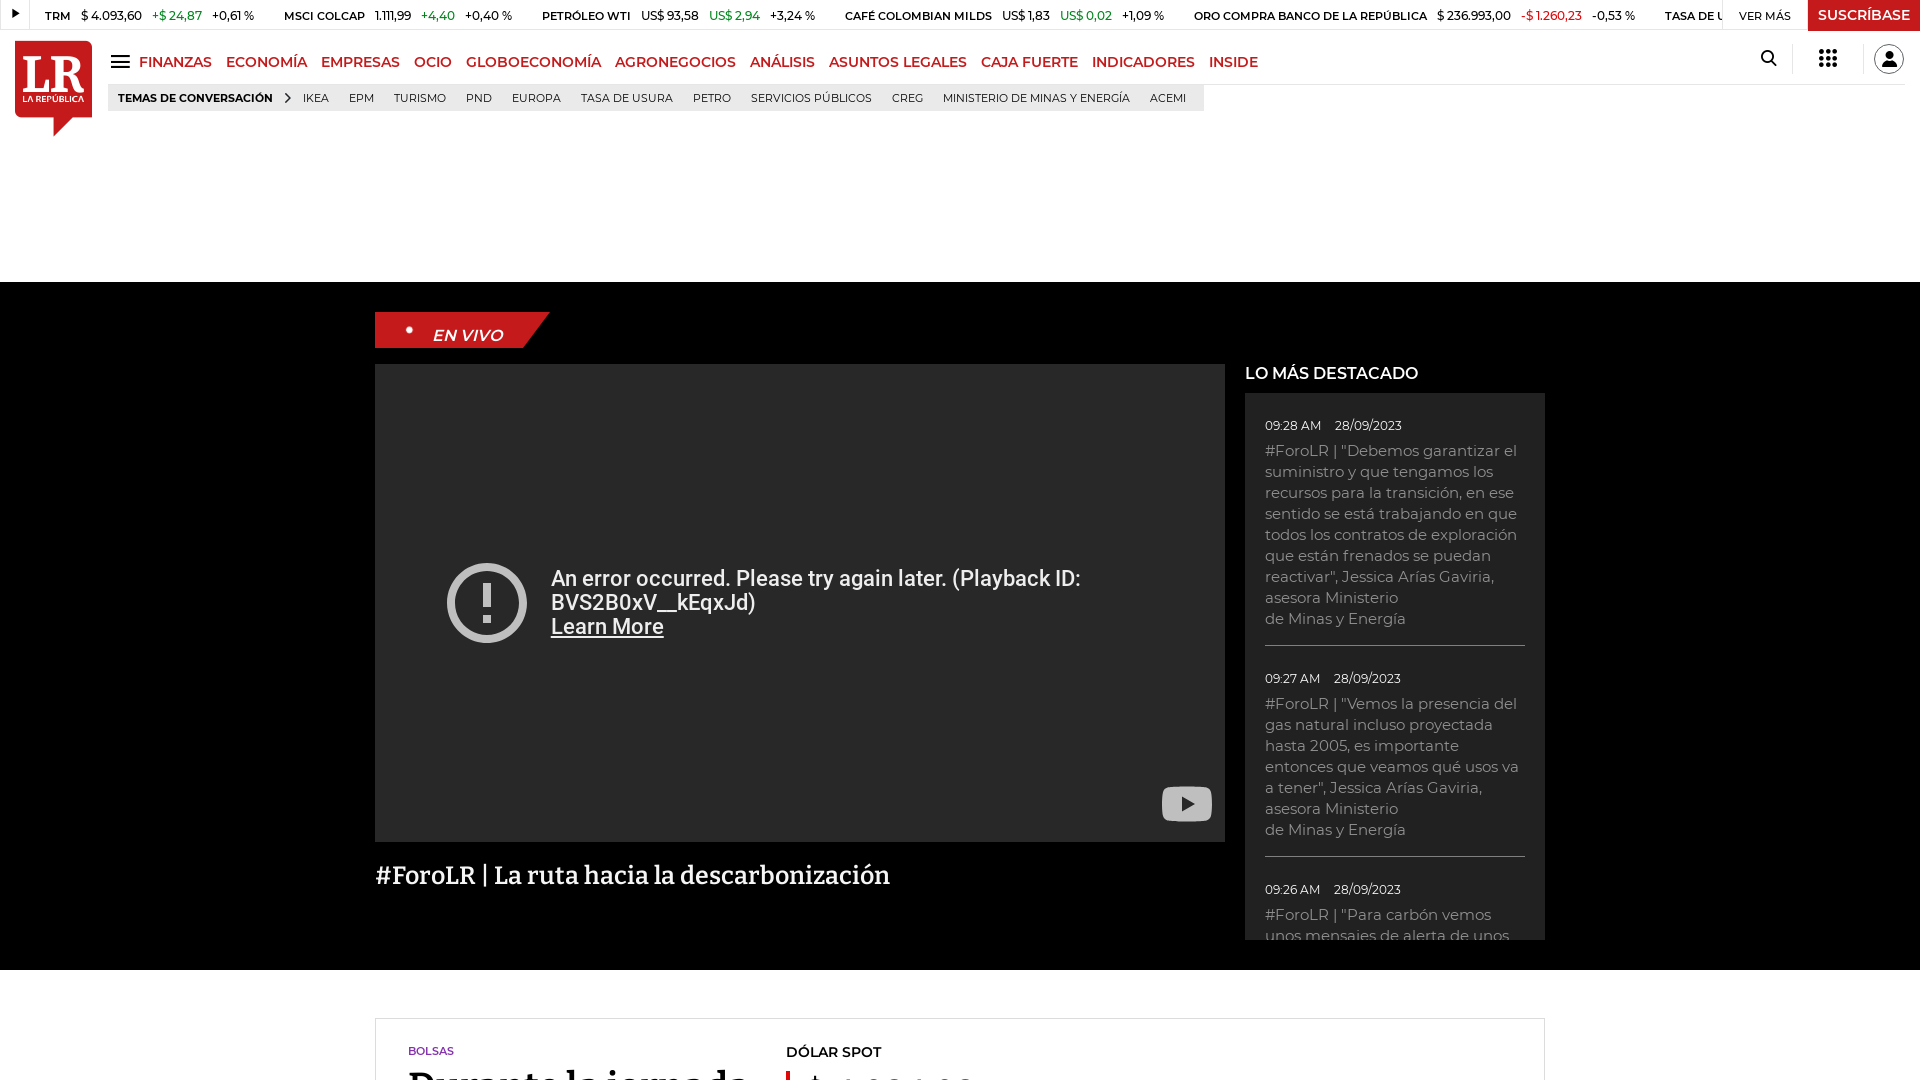 TRM $ 4.093,60 +$ 24,87 +0,61 % MSCI COLCAP 1.111,99 +4,40 +0,40 % PETRÓLEO WTI US$ 93,58 US$ 2,94 +3,24 % CAFÉ COLOMBIAN MILDS US$ 1,83 US$ 0,02 +1,09 % ORO COMPRA BANCO DE LA REPÚBLICA $ 236.993,00 -$ 1.260,23 -0,53 % TASA DE VER MÁS SUSCRÍBASE
LR
LA REPÚBLICA
FINANZAS ECONOMÍA EMPRESAS OCIO GLOBOECONOMÍA AGRONEGOCIOS ANÁLISIS ASUNTOS LEGALES CAJA FUERTE INDICADORES INSIDE
TEMAS DE CONVERSACIÓN IKEA EPM TURISMO PND EUROPA TASA DE USURA PETRO SERVICIOS PÚBLICOS CREG MINISTERIO DE MINAS Y ENERGÍA ACEMI
EN VIVO
An error occurred. Please try again later. (Playback ID:
BVS2B0xV__kEqxJd)
Learn More
#ForoLR | La ruta hacia la descarbonización
LO MÁS DESTACADO
09:28 AM 28/09/2023
#ForoLR | "Debemos garantizar el
suministro y que tengamos los
recursos para la transición, en ese
sentido se está trabajando en que
todos los contratos de exploración
que están frenados se puedan
reactivar", Jessica Arías Gaviria,
asesora Ministerio
de Minas y Energía
09:27 AM 28/09/2023
#ForoLR | "Vemos la presencia del
gas natural incluso proyectada
hasta 2005, es importante
entonces que veamos qué usos va
a tener", Jessica Arías Gaviria,
asesora Ministerio
de Minas y Energía
09:26 AM 28/09/2023
#ForoLR | "Para carbón vemos
unos mensajes de alerta de unos
BOLSAS
Durante la jornada
DÓLAR SPOT